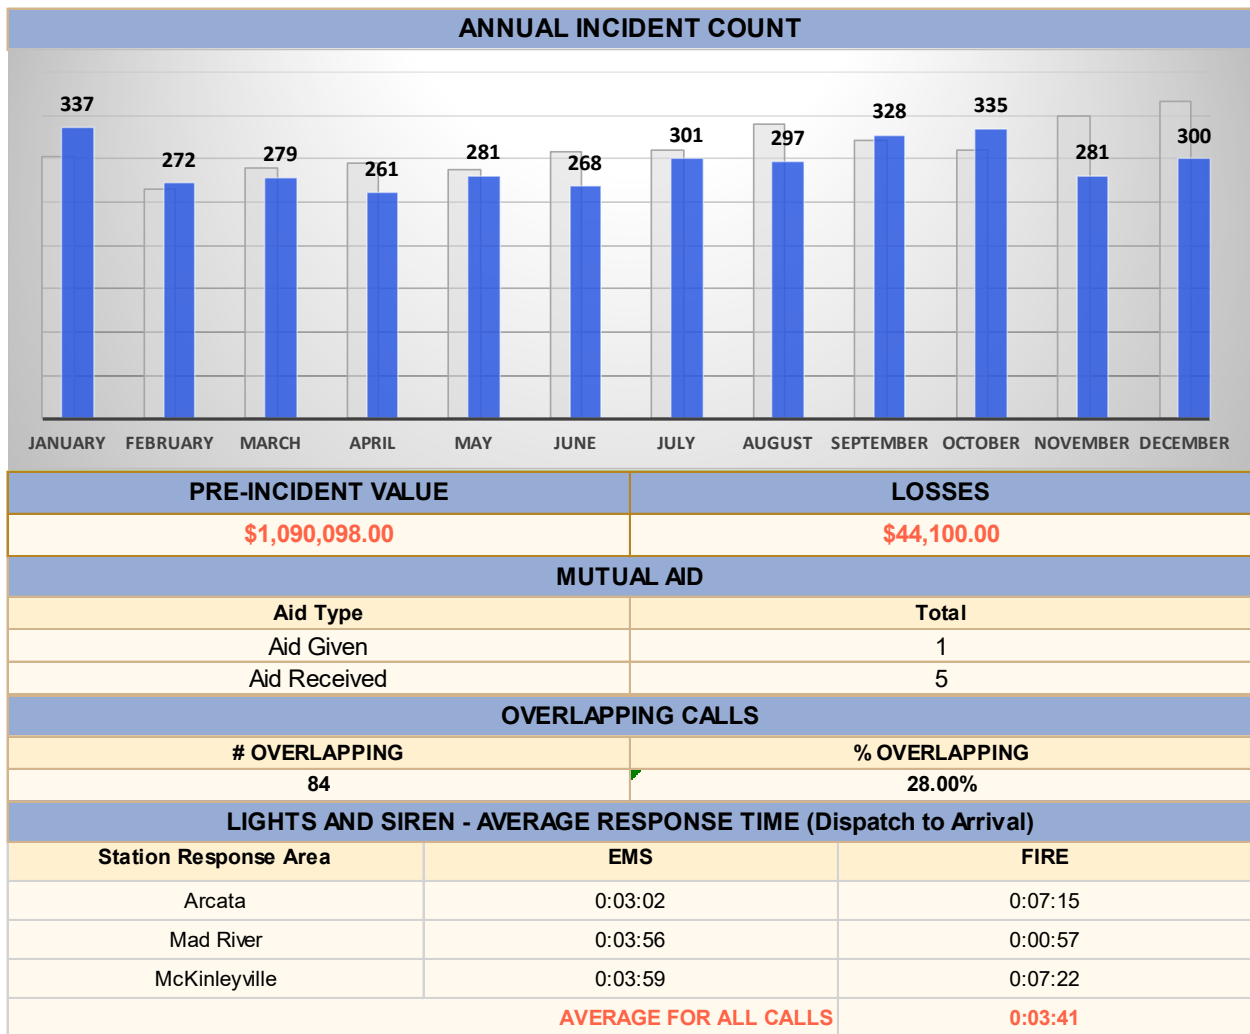 ANNUAL INCIDENT COUNT
337 272 279 261 281 268 301 297 328 335 281 300
JANUARY FEBRUARY MARCH APRIL MAY JUNE JULY AUGUST SEPTEMBER OCTOBER NOVEMBER DECEMBER
PRE-INCIDENT VALUE LOSSES
$1,090,098.00 $44,100.00
MUTUAL AID
Aid Type Total
Aid Given 1
Aid Received 5
OVERLAPPING CALLS
# OVERLAPPING % OVERLAPPING
84 28.00%
LIGHTS AND SIREN - AVERAGE RESPONSE TIME (Dispatch to Arrival)
Station Response Area EMS FIRE
Arcata 0:03:02 0:07:15
Mad River 0:03:56 0:00:57
McKinleyville 0:03:59 0:07:22
AVERAGE FOR ALL CALLS 0:03:41